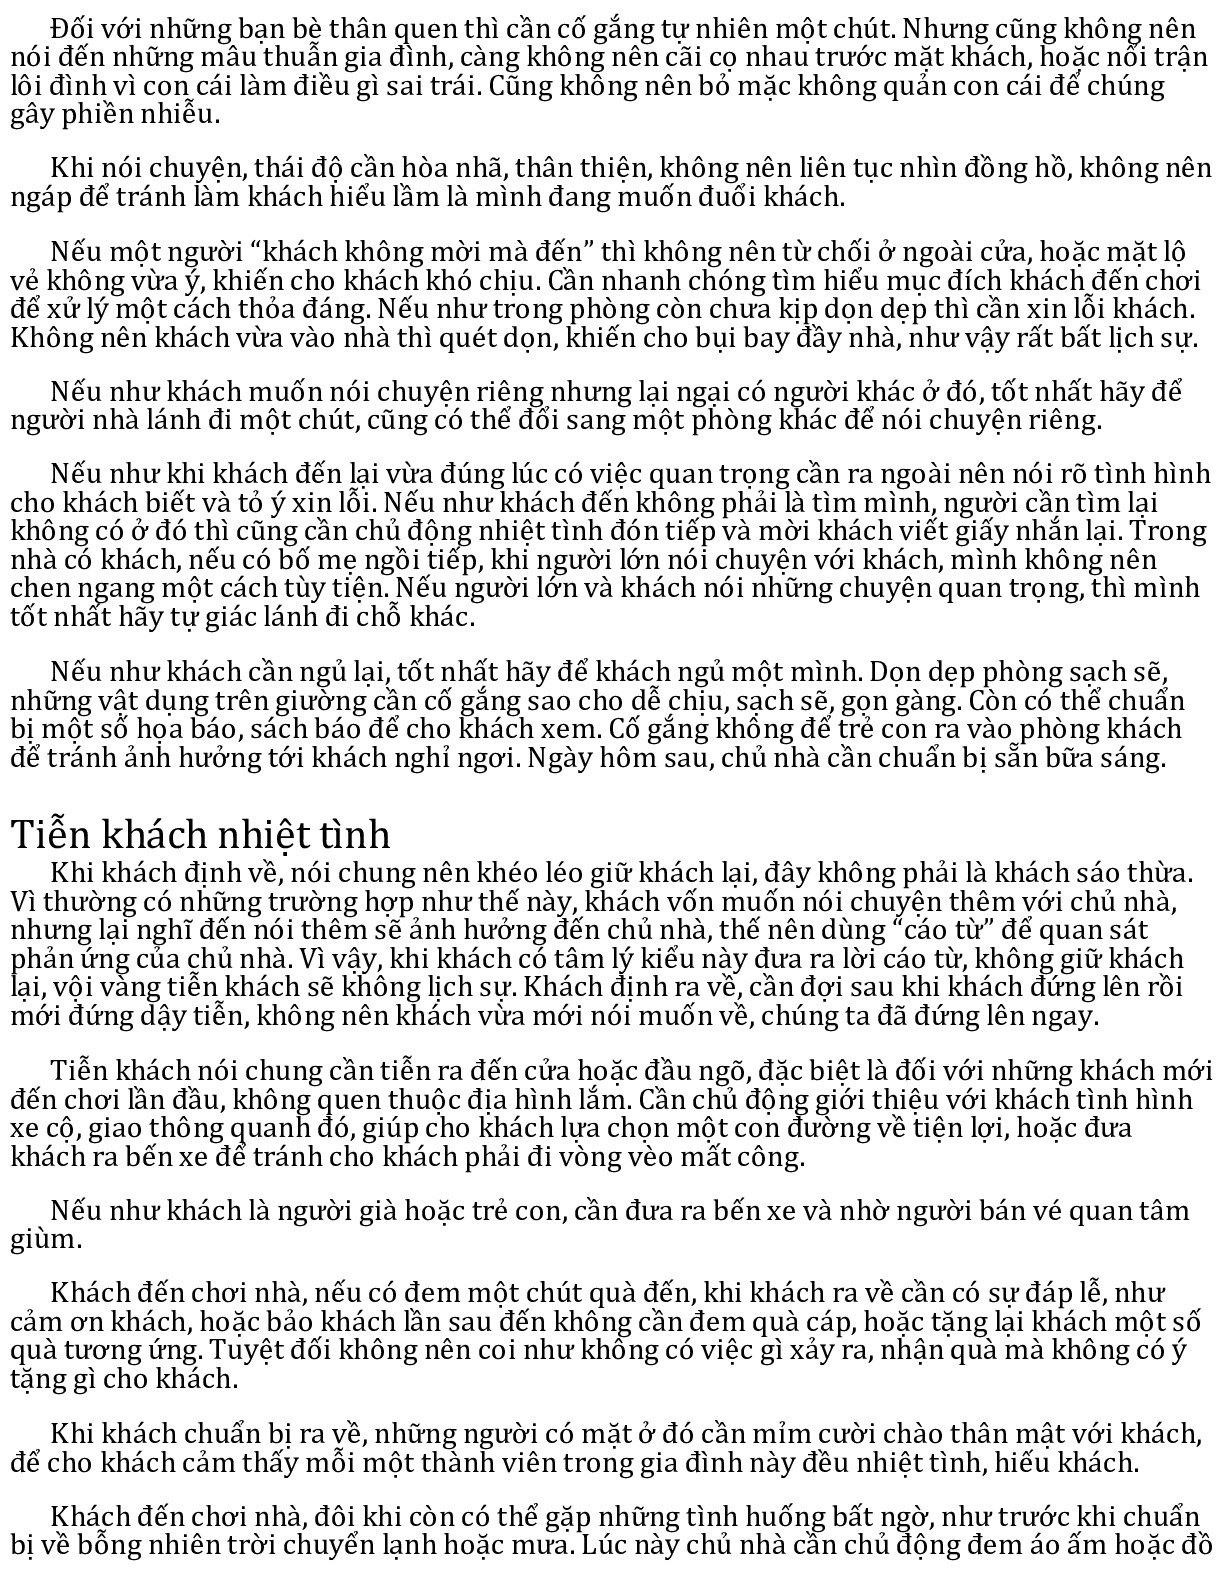 Đối với những bạn bè thân quen thì cần cố gắng tự nhiên một chút. Nhưng cũng không nên
nói đến những mâu thuẫn gia đình, càng không nên cãi cọ nhau trước mặt khách, hoặc nổi trận
lôi đình vì con cái làm điều gì sai trái. Cũng không nên bỏ mặc không quản con cái để chúng
gây phiền nhiễu.
Khi nói chuyện, thái độ cần hòa nhã, thân thiện, không nên liên tục nhìn đồng hồ, không nên
ngáp để tránh làm khách hiểu lầm là mình đang muốn đuổi khách.
Nếu một người “khách không mời mà đến” thì không nên từ chối ở ngoài cửa, hoặc mặt lộ
vẻ không vừa ý, khiến cho khách khó chịu. Cần nhanh chóng tìm hiểu mục đích khách đến chơi
để xử lý một cách thỏa đáng. Nếu như trong phòng còn chưa kịp dọn dẹp thì cần xin lỗi khách.
Không nên khách vừa vào nhà thì quét dọn, khiến cho bụi bay đầy nhà, như vậy rất bất lịch sự.
Nếu như khách muốn nói chuyện riêng nhưng lại ngại có người khác ở đó, tốt nhất hãy để
người nhà lánh đi một chút, cũng có thể đổi sang một phòng khác để nói chuyện riêng.
Nếu như khi khách đến lại vừa đúng lúc có việc quan trọng cần ra ngoài nên nói rõ tình hình
cho khách biết và tỏ ý xin lỗi. Nếu như khách đến không phải là tìm mình, người cần tìm lại
không có ở đó thì cũng cần chủ động nhiệt tình đón tiếp và mời khách viết giấy nhắn lại. Trong
nhà có khách, nếu có bố mẹ ngồi tiếp, khi người lớn nói chuyện với khách, mình không nên
chen ngang một cách tùy tiện. Nếu người lớn và khách nói những chuyện quan trọng, thì mình
tốt nhất hãy tự giác lánh đi chỗ khác.
Nếu như khách cần ngủ lại, tốt nhất hãy để khách ngủ một mình. Dọn dẹp phòng sạch sẽ,
những vật dụng trên giường cần cố gắng sao cho dễ chịu, sạch sẽ, gọn gàng. Còn có thể chuẩn
bị một số họa báo, sách báo để cho khách xem. Cố gắng không để trẻ con ra vào phòng khách
để tránh ảnh hưởng tới khách nghỉ ngơi. Ngày hôm sau, chủ nhà cần chuẩn bị sẵn bữa sáng.
Tiễn khách nhiệt tình
Khi khách định về, nói chung nên khéo léo giữ khách lại, đây không phải là khách sáo thừa.
Vì thường có những trường hợp như thế này, khách vốn muốn nói chuyện thêm với chủ nhà,
nhưng lại nghĩ đến nói thêm sẽ ảnh hưởng đến chủ nhà, thế nên dùng “cáo từ” để quan sát
phản ứng của chủ nhà. Vì vậy, khi khách có tâm lý kiểu này đưa ra lời cáo từ, không giữ khách
lại, vội vàng tiễn khách sẽ không lịch sự. Khách định ra về, cần đợi sau khi khách đứng lên rồi
mới đứng dậy tiễn, không nên khách vừa mới nói muốn về, chúng ta đã đứng lên ngay.
Tiễn khách nói chung cần tiễn ra đến cửa hoặc đầu ngõ, đặc biệt là đối với những khách mới
đến chơi lần đầu, không quen thuộc địa hình lắm. Cần chủ động giới thiệu với khách tình hình
xe cộ, giao thông quanh đó, giúp cho khách lựa chọn một con đường về tiện lợi, hoặc đưa
khách ra bến xe để tránh cho khách phải đi vòng vèo mất công.
Nếu như khách là người già hoặc trẻ con, cần đưa ra bến xe và nhờ người bán vé quan tâm
giùm.
Khách đến chơi nhà, nếu có đem một chút quà đến, khi khách ra về cần có sự đáp lễ, như
cảm ơn khách, hoặc bảo khách lần sau đến không cần đem quà cáp, hoặc tặng lại khách một số
quà tương ứng. Tuyệt đối không nên coi như không có việc gì xảy ra, nhận quà mà không có ý
tặng gì cho khách.
Khi khách chuẩn bị ra về, những người có mặt ở đó cần mỉm cười chào thân mật với khách,
để cho khách cảm thấy mỗi một thành viên trong gia đình này đều nhiệt tình, hiếu khách.
Khách đến chơi nhà, đôi khi còn có thể gặp những tình huống bất ngờ, như trước khi chuẩn
bị về bỗng nhiên trời chuyển lạnh hoặc mưa. Lúc này chủ nhà cần chủ động đem áo ấm hoặc đồ